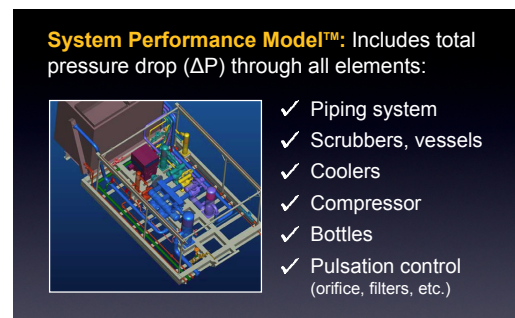 System Performance Model™: Includes total
pressure drop (ΔP) through all elements:
✓ Piping system
✓ Scrubbers, vessels
✓ Coolers
✓ Compressor
✓ Bottles
✓ Pulsation control
(orifice, filters, etc.)